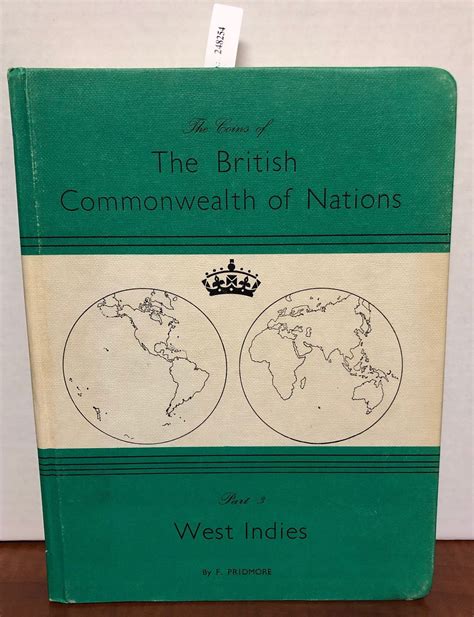 248254
The Coins of
The British
Commonwealth of Nations
Part 3
West Indies
By F. PRIDMORE